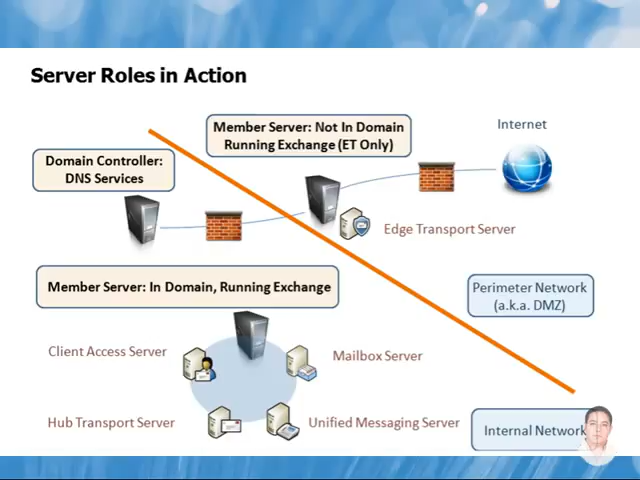 Server Roles in Action
Member Server: Not In Domain
Running Exchange (ET Only)
Internet
Domain Controller:
DNS Services
Edge Transport Server
Member Server: In Domain, Running Exchange
Perimeter Network
(a.k.a. DMZ)
Client Access Server
Mailbox Server
Hub Transport Server
Unified Messaging Server
Internal Network